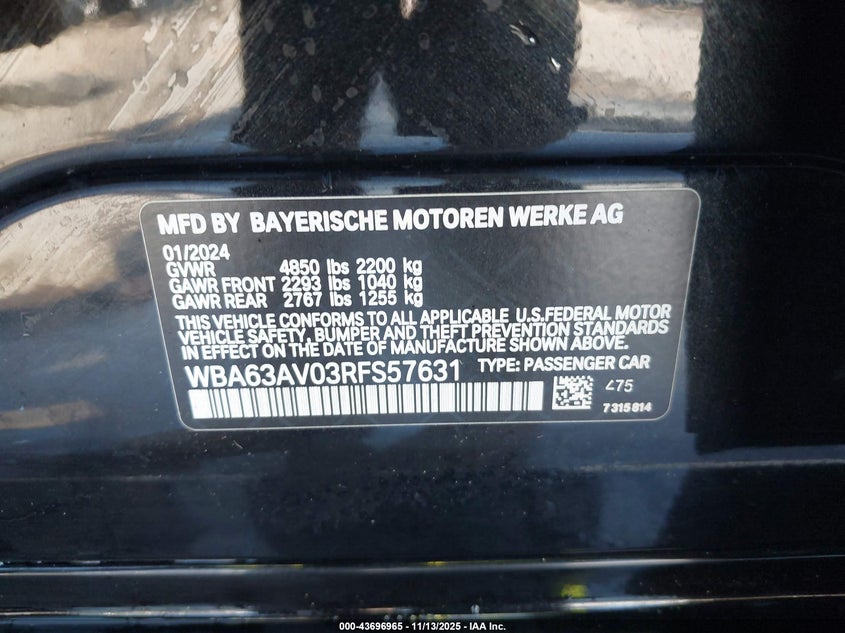 MFD BY BAYERISCHE MOTOREN WERKE AG
01/2024
GVWR 4850 lbs 2200 kg
GAWR FRONT 2293 lbs 1040 kg
GAWR REAR 2767 lbs 1255 kg
THIS VEHICLE CONFORMS TO ALL APPLICABLE U.S.FEDERAL MOTOR
VEHICLE SAFETY, BUMPER AND THEFT PREVENTION STANDARDS
IN EFFECT ON THE DATE OF MANUFACTURE SHOWN ABOVE.
WBA63AV03RFS57631 TYPE: PASSENGER CAR
475
7315814
000-43696965 - 11/13/2025 - IAA Inc.